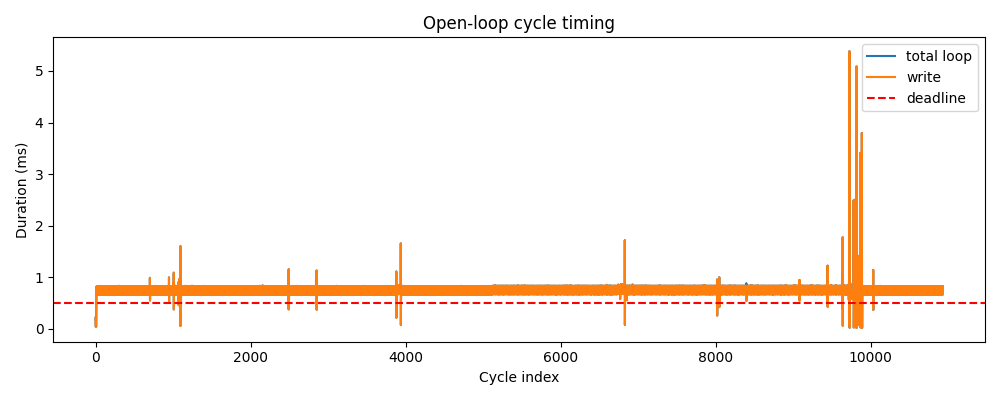 Open-loop cycle timing
total loop
write
deadline
Duration (ms)
5
4
3
2
1
0
0 2000 4000 6000 8000 10000
Cycle index